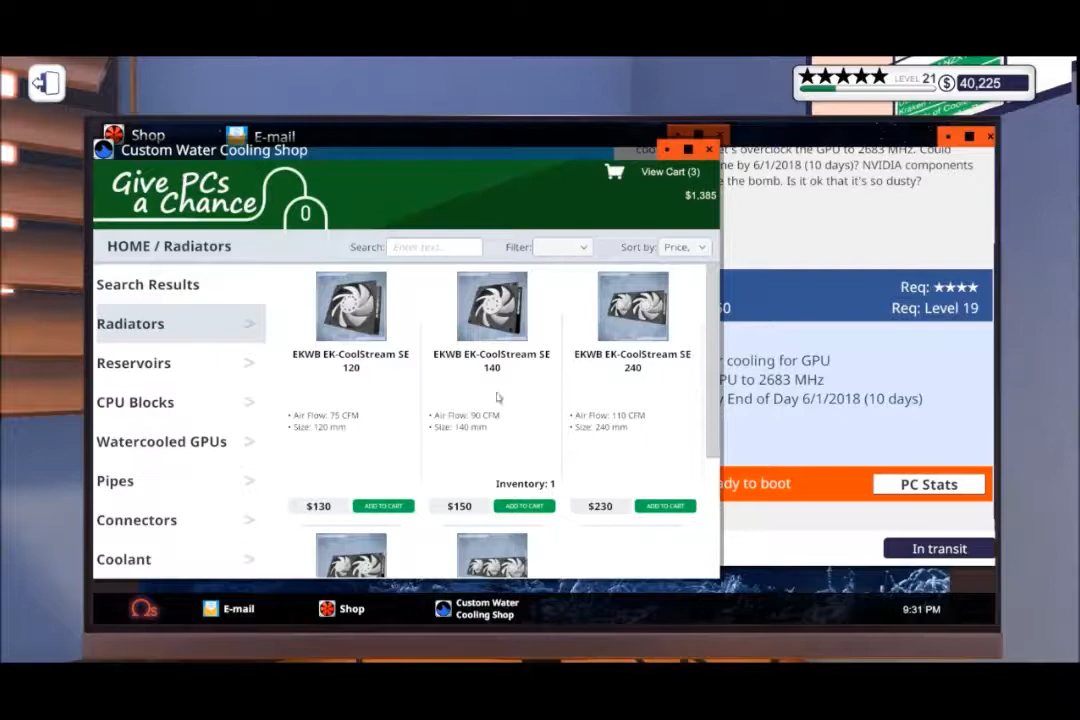 LEVEL 21
$ 40,225
Shop
E-mail
Custom Water Cooling Shop
Give PCs
a Chance
View Cart (3)
$1,385
HOME / Radiators
Search:
Enter text...
Filter:
Sort by:
Price,
Search Results
Radiators >
Reservoirs >
CPU Blocks >
Watercooled GPUs >
Pipes >
Connectors >
Coolant >
EKWB EK-CoolStream SE
120
• Air Flow: 75 CFM
• Size: 120 mm
$130
ADD TO CART
EKWB EK-CoolStream SE
140
• Air Flow: 90 CFM
• Size: 140 mm
Inventory: 1
$150
ADD TO CART
EKWB EK-CoolStream SE
240
• Air Flow: 110 CFM
• Size: 240 mm
$230
ADD TO CART
overclock the GPU to 2683 MHz. Could
ne by 6/1/2018 (10 days)? NVIDIA components
e the bomb. Is it ok that it's so dusty?
Req: ★★★★
Req: Level 19
cooling for GPU
PU to 2683 MHz
End of Day 6/1/2018 (10 days)
dy to boot
PC Stats
In transit
E-mail
Shop
Custom Water
Cooling Shop
9:31 PM